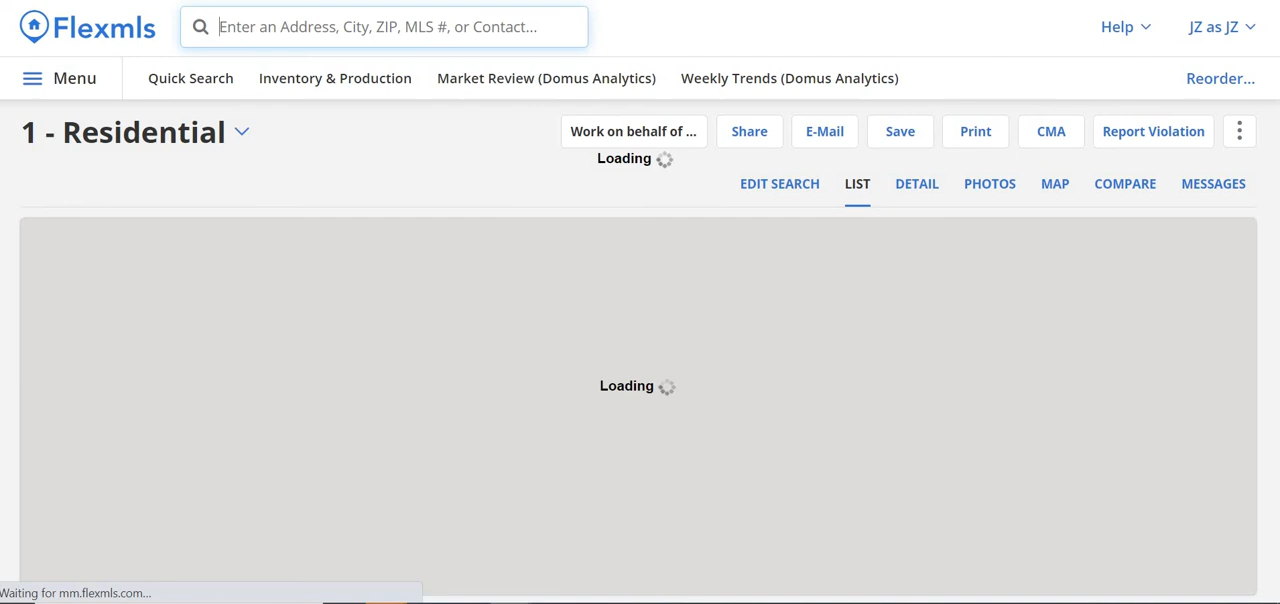 Flexmls
Enter an Address, City, ZIP, MLS #, or Contact...
Help
JZ as JZ
Menu
Quick Search
Inventory & Production
Market Review (Domus Analytics)
Weekly Trends (Domus Analytics)
Reorder...
1 - Residential
Work on behalf of ...
Share
E-Mail
Save
Print
CMA
Report Violation
Loading
EDIT SEARCH
LIST
DETAIL
PHOTOS
MAP
COMPARE
MESSAGES
Loading
Waiting for mm.flexmls.com...